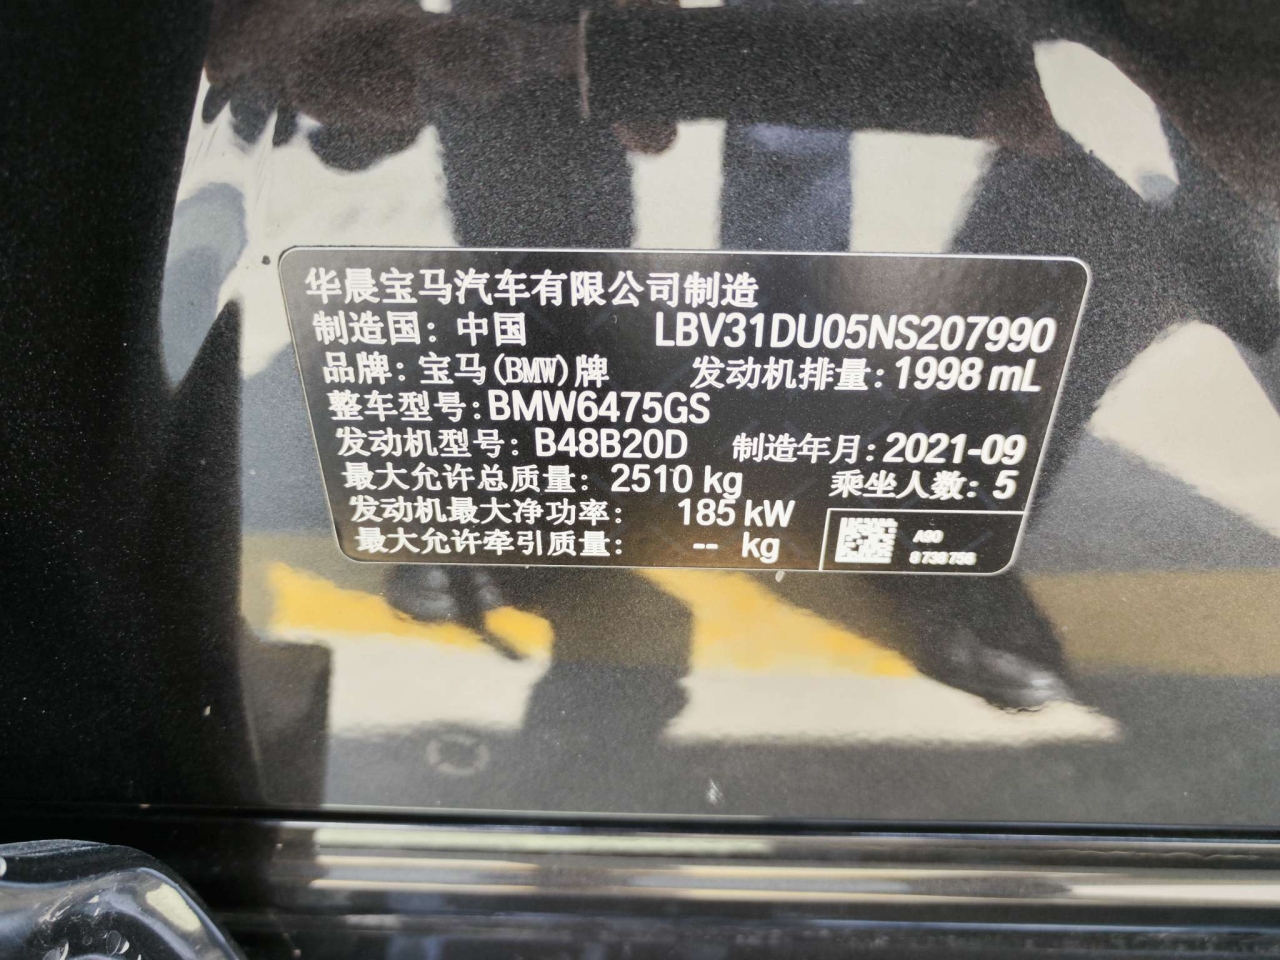 华晨宝马汽车有限公司制造
制造国：中国 LBV31DU05NS207990
品牌：宝马(BMW)牌 发动机排量：1998 mL
整车型号：BMW6475GS
发动机型号：B48B20D 制造年月：2021-09
最大允许总质量：2510 kg 乘坐人数：5
发动机最大净功率： 185 kW
最大允许牵引质量： -- kg
8738756